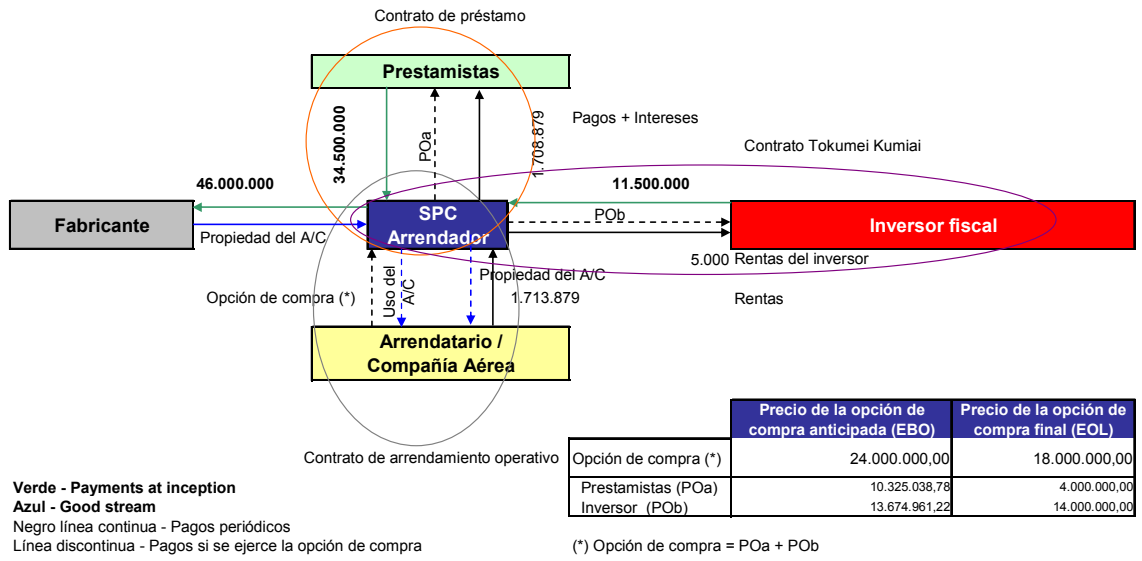 Contrato de préstamo
Prestamistas
34.500.000
POa
1.708.879
Pagos + Intereses
Contrato Tokumei Kumiai
46.000.000
11.500.000
Fabricante
SPC
Arrendador
POb
Inversor fiscal
Propiedad del A/C
5.000 Rentas del inversor
Opción de compra (*)
Uso del
A/C
Propiedad del A/C
1.713.879
Rentas
Arrendatario /
Compañía Aérea
Contrato de arrendamiento operativo
Precio de la opción de
compra anticipada (EBO)
Precio de la opción de
compra final (EOL)
Opción de compra (*) 24.000.000,00 18.000.000,00
Prestamistas (POa) 10.325.038,78 4.000.000,00
Inversor (POb) 13.674.961,22 14.000.000,00
Verde - Payments at inception
Azul - Good stream
Negro línea continua - Pagos periódicos
Línea discontinua - Pagos si se ejerce la opción de compra
(*) Opción de compra = POa + POb